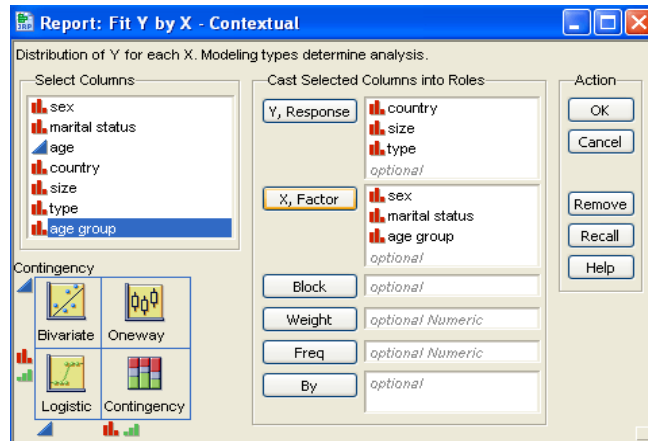 Report: Fit Y by X - Contextual
Distribution of Y for each X. Modeling types determine analysis.
Select Columns
sex
marital status
age
country
size
type
age group
Contingency
Bivariate Oneway
Logistic Contingency
Cast Selected Columns into Roles
Y, Response
country
size
type
optional
X, Factor
sex
marital status
age group
optional
Block optional
Weight optional Numeric
Freq optional Numeric
By optional
Action
OK
Cancel
Remove
Recall
Help